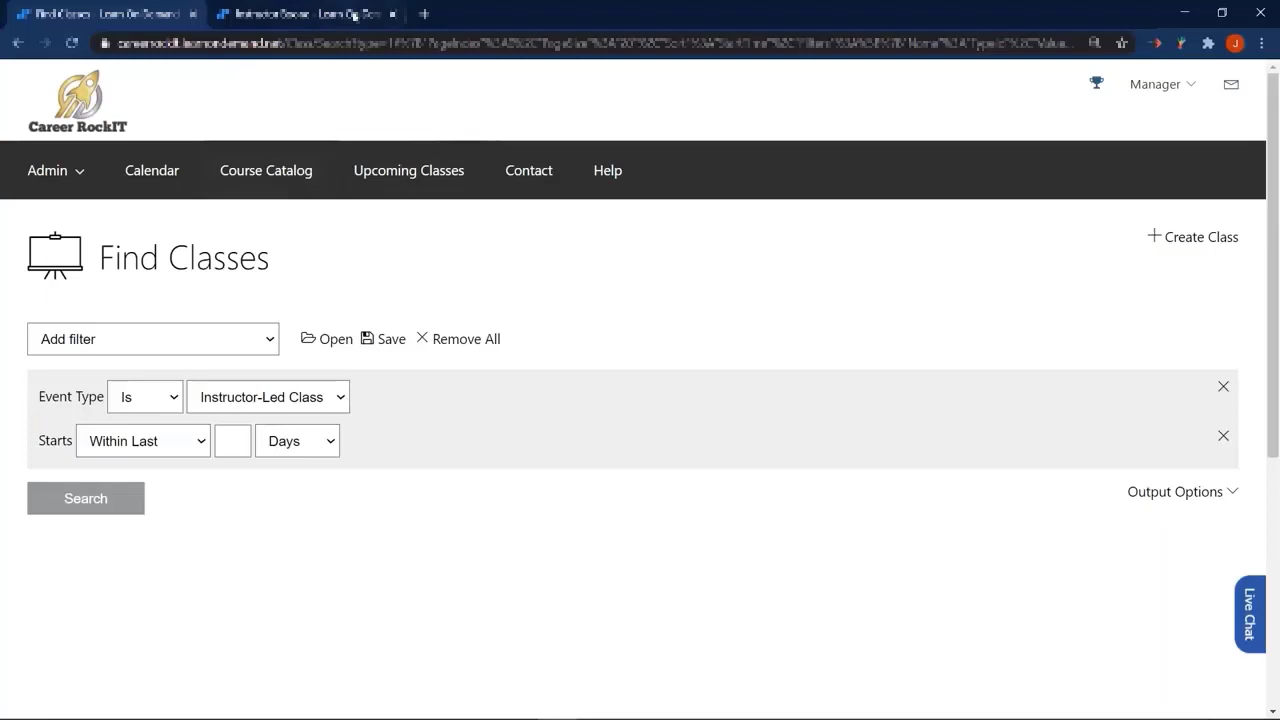 J
Career RockIT
Manager
Admin Calendar Course Catalog Upcoming Classes Contact Help
Find Classes
Create Class
Add filter Open Save Remove All
Event Type Is Instructor-Led Class
Starts Within Last Days
Search
Output Options
Live Chat